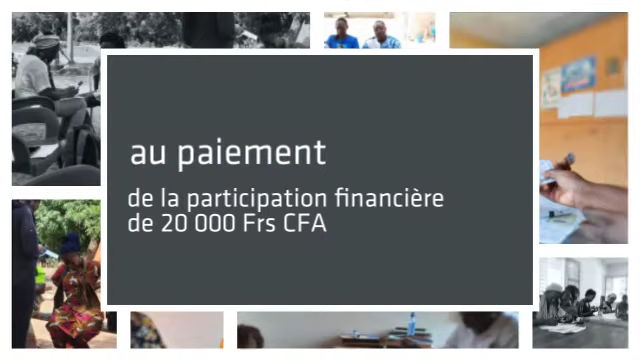 au paiement
de la participation financière
de 20 000 Frs CFA